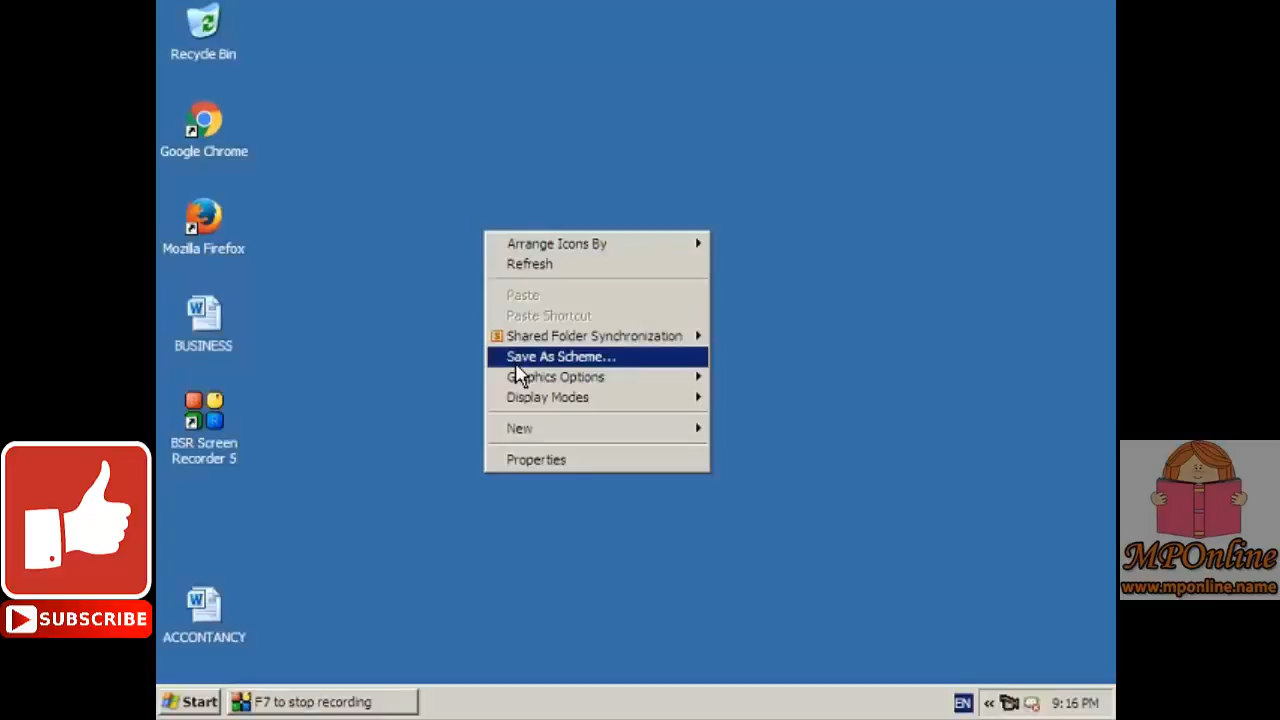 Recycle Bin
Google Chrome
Mozilla Firefox
BUSINESS
BSR Screen
Recorder 5
ACCONTANCY
Arrange Icons By
Refresh
Paste
Paste Shortcut
Shared Folder Synchronization
Save As Scheme...
Graphics Options
Display Modes
New
Properties
SUBSCRIBE
MPOnline
www.mponline.name
Start
F7 to stop recording
EN
«
9:16 PM